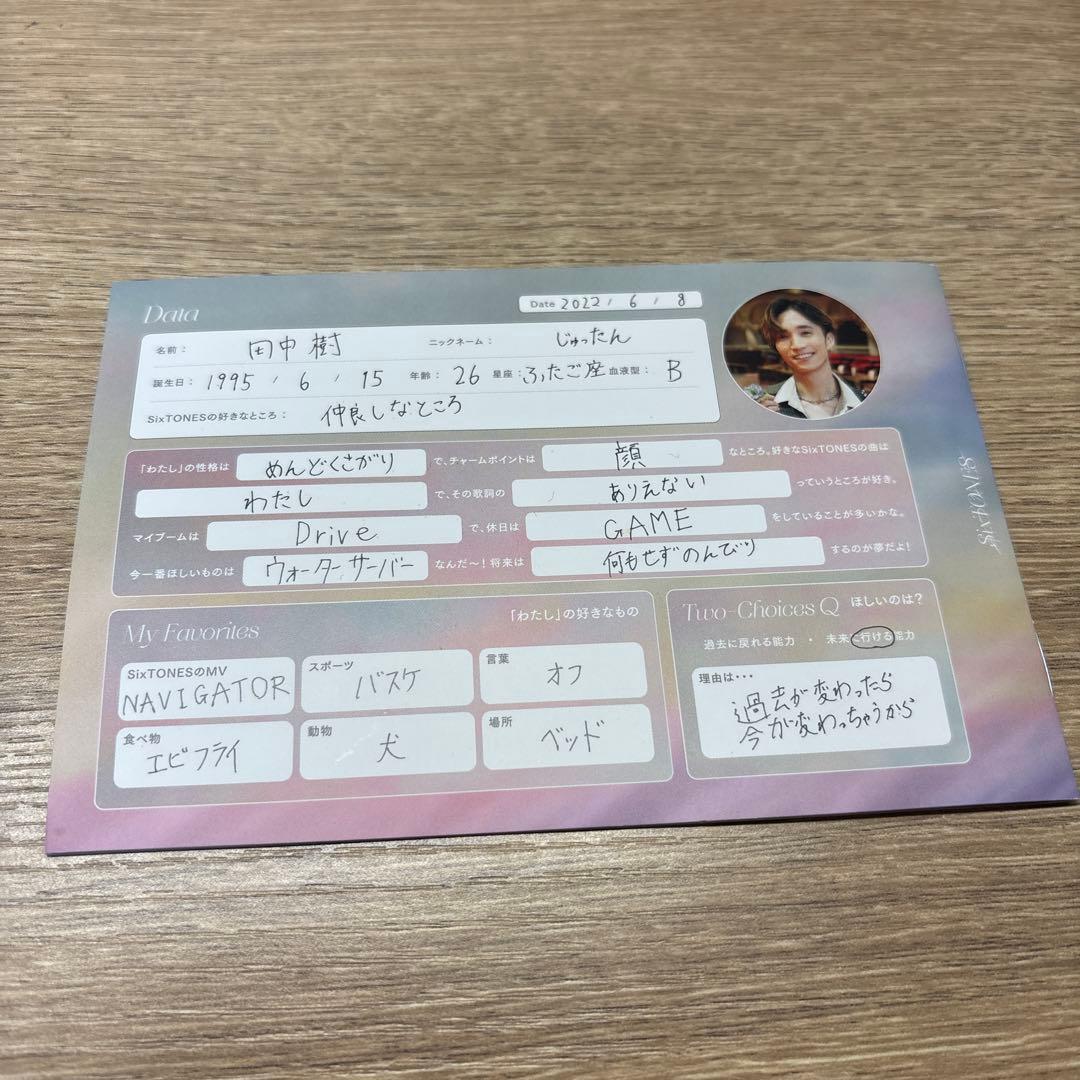 Data
Date 2022 / 6 / 8
名前： 田中樹 ニックネーム： じゅったん
誕生日： 1995 / 6 / 15 年齢： 26 星座： ふたご座 血液型： B
SixTONESの好きなところ： 仲良しなところ
「わたし」の性格は めんどくさがり で、チャームポイントは 顔 なところ。好きなSixTONESの曲は
わたし で、その歌詞の ありえない っていうところが好き。
マイブームは Drive で、休日は GAME をしていることが多いかな。
今一番ほしいものは ウォーターサーバー なんだ〜！将来は 何もせずのんびり するのが夢だよ！
My Favorites 「わたし」の好きなもの
SixTONESのMV
NAVIGATOR
スポーツ
バスケ
言葉
オフ
食べ物
エビフライ
動物
犬
場所
ベッド
Two-Choices Q ほしいのは？
過去に戻れる能力 ・ 未来に行ける能力
理由は・・・
過去が変わったら
今が変わっちゃうから
SixTONES